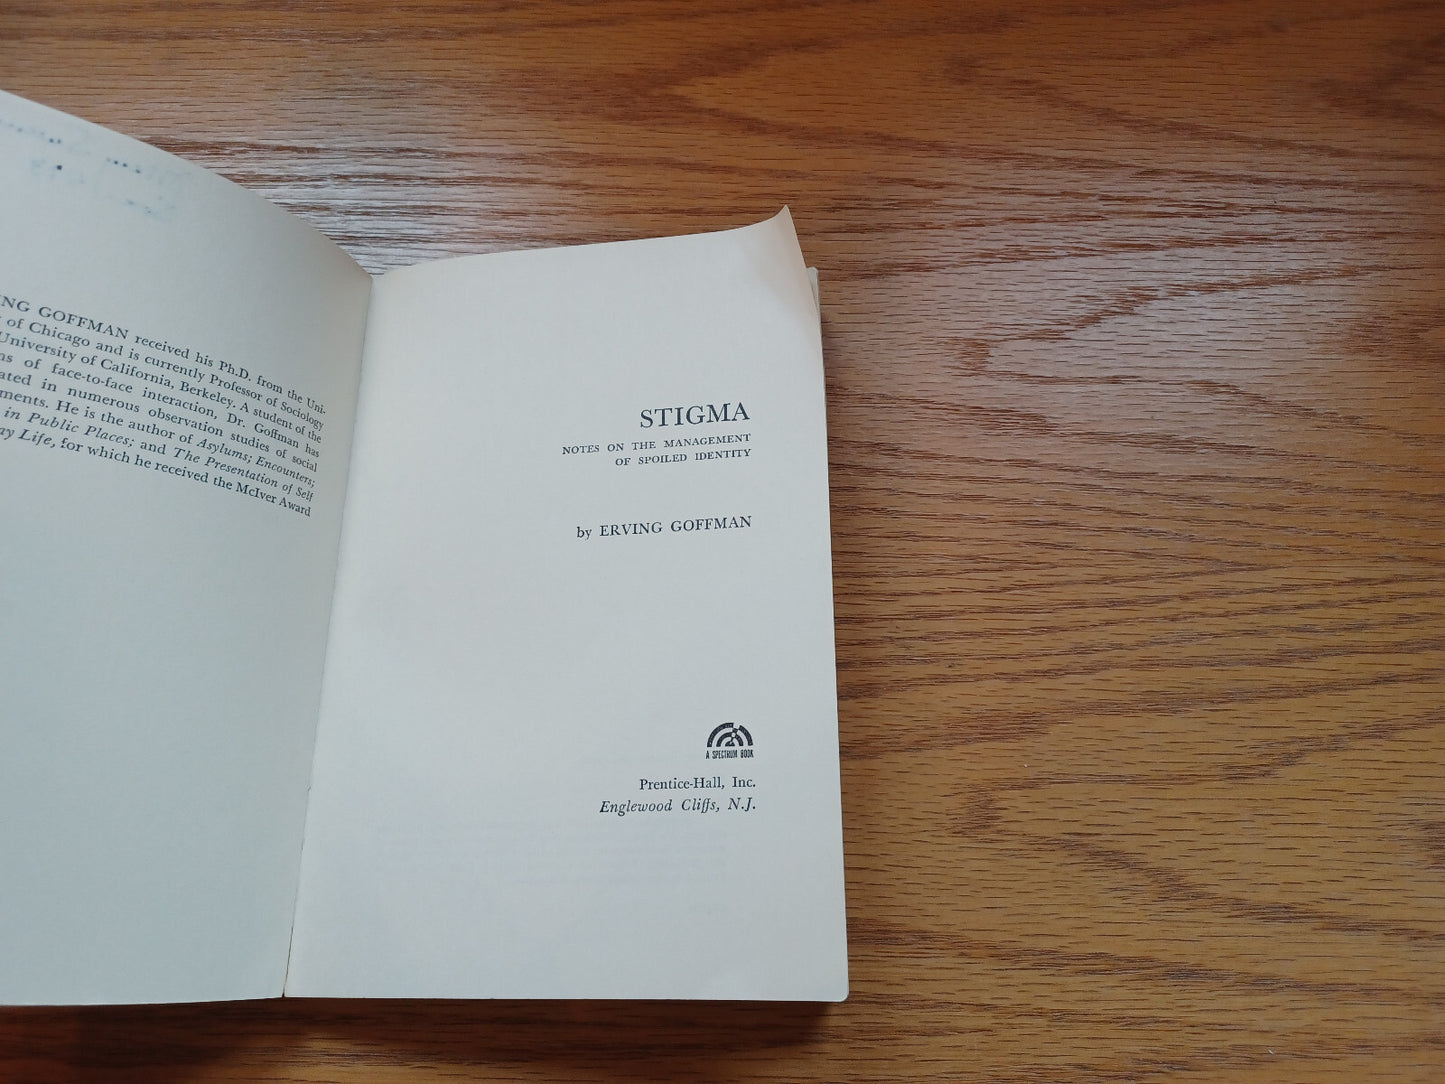 ING GOFFMAN received his Ph.D. from the Uni-
of Chicago and is currently Professor of Sociology
University of California, Berkeley. A student of the
of face-to-face interaction, Dr. Goffman has
ated in numerous observation studies of social
ments. He is the author of Asylums; Encounters;
in Public Places; and The Presentation of Self
ay Life, for which he received the McIver Award
STIGMA
NOTES ON THE MANAGEMENT
OF SPOILED IDENTITY
by ERVING GOFFMAN
A SPECTRUM BOOK
Prentice-Hall, Inc.
Englewood Cliffs, N.J.